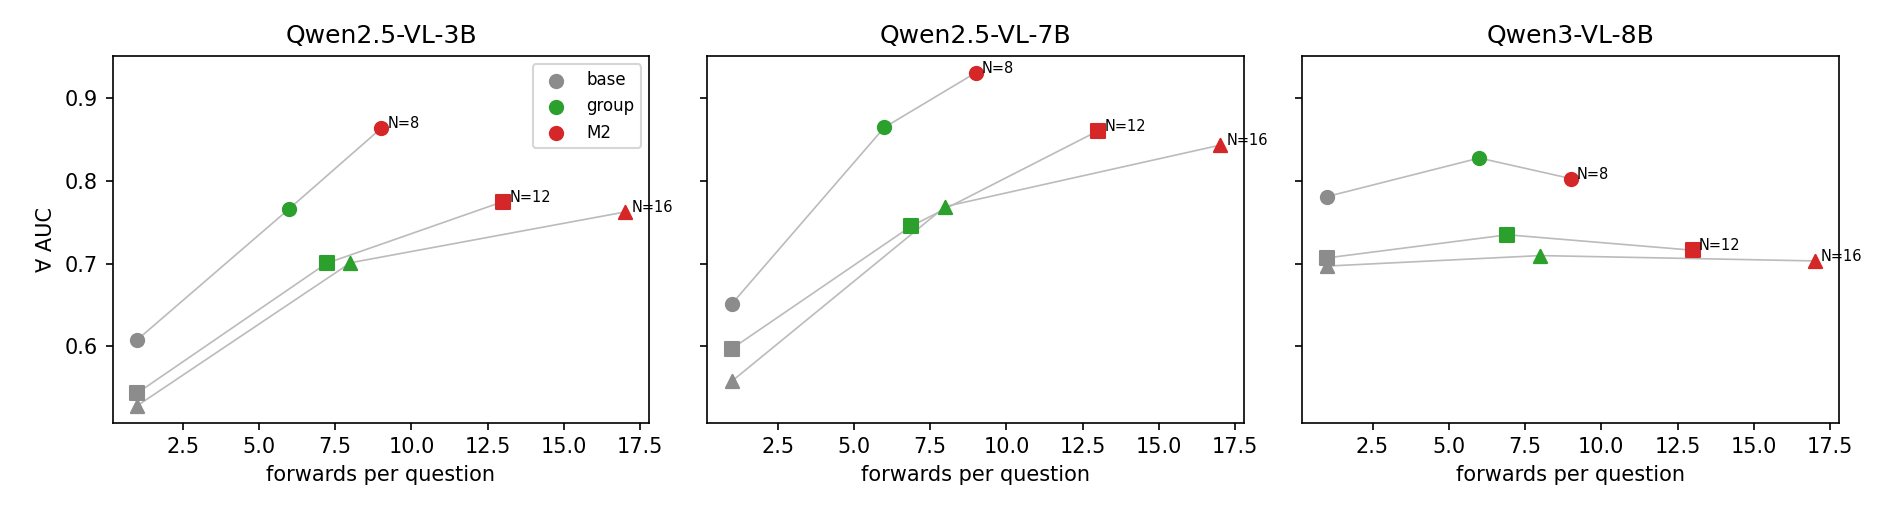 Qwen2.5-VL-3B
∀ AUC
0.9
0.8
0.7
0.6
base
group
M2
N=8
N=12
N=16
2.5 5.0 7.5 10.0 12.5 15.0 17.5
forwards per question
Qwen2.5-VL-7B
N=8
N=12
N=16
2.5 5.0 7.5 10.0 12.5 15.0 17.5
forwards per question
Qwen3-VL-8B
N=8
N=12
N=16
2.5 5.0 7.5 10.0 12.5 15.0 17.5
forwards per question